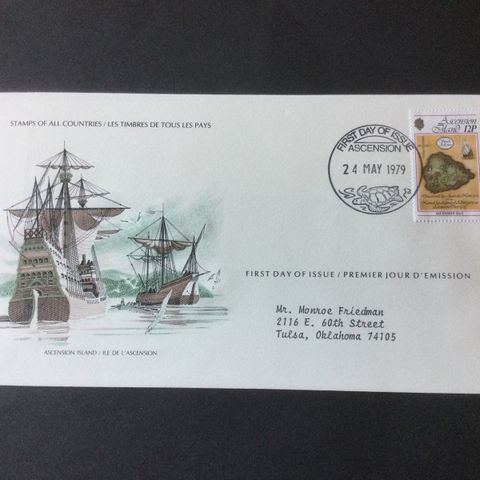 STAMPS OF ALL COUNTRIES / LES TIMBRES DE TOUS LES PAYS
FIRST DAY OF ISSUE
ASCENSION
24 MAY 1979
Ascension
Island 12P
FIRST DAY OF ISSUE / PREMIER JOUR D'EMISSION
Mr. Monroe Friedman
2116 E. 60th Street
Tulsa, Oklahoma 74105
ASCENSION ISLAND / ILE DE L'ASCENSION